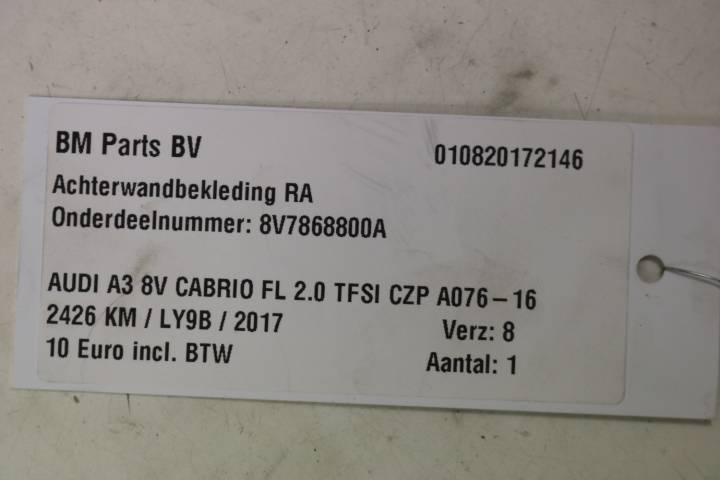 BM Parts BV 010820172146
Achterwandbekleding RA
Onderdeelnummer: 8V7868800A
AUDI A3 8V CABRIO FL 2.0 TFSI CZP A076-16
2426 KM / LY9B / 2017 Verz: 8
10 Euro incl. BTW Aantal: 1